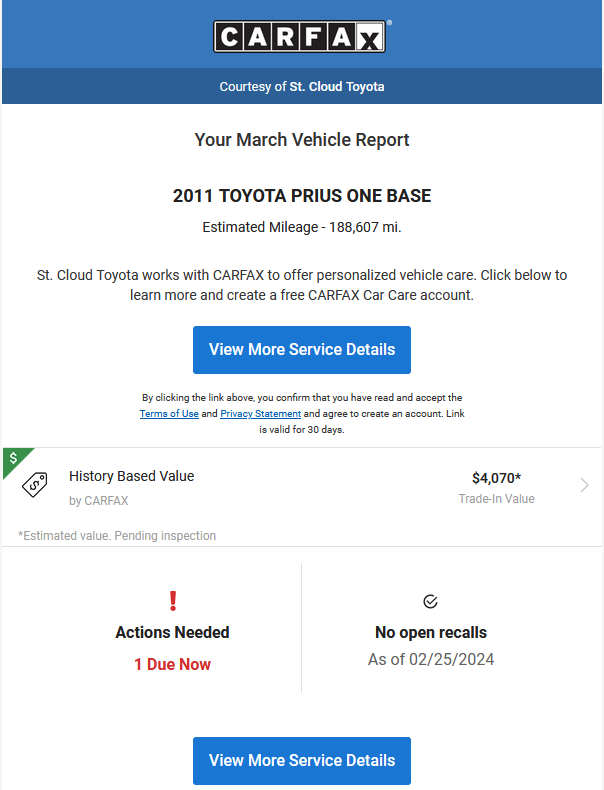 CARFAX®
Courtesy of St. Cloud Toyota
Your March Vehicle Report
2011 TOYOTA PRIUS ONE BASE
Estimated Mileage - 188,607 mi.
St. Cloud Toyota works with CARFAX to offer personalized vehicle care. Click below to
learn more and create a free CARFAX Car Care account.
View More Service Details
By clicking the link above, you confirm that you have read and accept the
Terms of Use and Privacy Statement and agree to create an account. Link
is valid for 30 days.
$
$
History Based Value
$4,070*
by CARFAX
Trade-In Value
*Estimated value. Pending inspection
Actions Needed
1 Due Now
No open recalls
As of 02/25/2024
View More Service Details